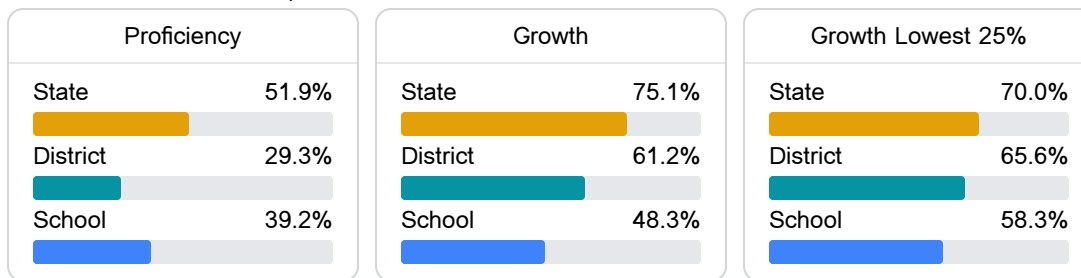 Proficiency
State 51.9%
District 29.3%
School 39.2%
Growth
State 75.1%
District 61.2%
School 48.3%
Growth Lowest 25%
State 70.0%
District 65.6%
School 58.3%